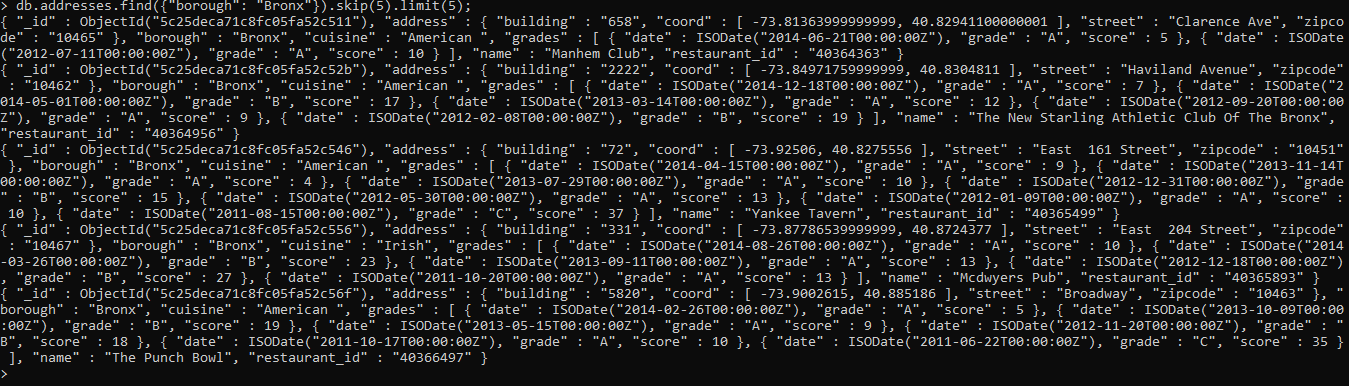 > db.addresses.find({"borough": "Bronx"}).skip(5).limit(5);
{ "_id" : ObjectId("5c25deca71c8fc05fa52c511"), "address" : { "building" : "658", "coord" : [ -73.81363999999999, 40.82941100000001 ], "street" : "Clarence Ave", "zipc
ode" : "10465" }, "borough" : "Bronx", "cuisine" : "American ", "grades" : [ { "date" : ISODate("2014-06-21T00:00:00Z"), "grade" : "A", "score" : 5 }, { "date" : ISODate
("2012-07-11T00:00:00Z"), "grade" : "A", "score" : 10 } ], "name" : "Manhem Club", "restaurant_id" : "40364363" }
{ "_id" : ObjectId("5c25deca71c8fc05fa52c52b"), "address" : { "building" : "2222", "coord" : [ -73.84971759999999, 40.8304811 ], "street" : "Haviland Avenue", "zipcode"
: "10462" }, "borough" : "Bronx", "cuisine" : "American ", "grades" : [ { "date" : ISODate("2014-12-18T00:00:00Z"), "grade" : "A", "score" : 7 }, { "date" : ISODate("2
014-05-01T00:00:00Z"), "grade" : "B", "score" : 17 }, { "date" : ISODate("2013-03-14T00:00:00Z"), "grade" : "A", "score" : 12 }, { "date" : ISODate("2012-09-20T00:00:00
Z"), "grade" : "A", "score" : 9 }, { "date" : ISODate("2012-02-08T00:00:00Z"), "grade" : "B", "score" : 19 } ], "name" : "The New Starling Athletic Club Of The Bronx",
"restaurant_id" : "40364956" }
{ "_id" : ObjectId("5c25deca71c8fc05fa52c546"), "address" : { "building" : "72", "coord" : [ -73.92506, 40.8275556 ], "street" : "East  161 Street", "zipcode" : "10451"
 }, "borough" : "Bronx", "cuisine" : "American ", "grades" : [ { "date" : ISODate("2014-04-15T00:00:00Z"), "grade" : "A", "score" : 9 }, { "date" : ISODate("2013-11-14T
00:00:00Z"), "grade" : "A", "score" : 4 }, { "date" : ISODate("2013-07-29T00:00:00Z"), "grade" : "A", "score" : 10 }, { "date" : ISODate("2012-12-31T00:00:00Z"), "grade
" : "B", "score" : 15 }, { "date" : ISODate("2012-05-30T00:00:00Z"), "grade" : "A", "score" : 13 }, { "date" : ISODate("2012-01-09T00:00:00Z"), "grade" : "A", "score" :
 10 }, { "date" : ISODate("2011-08-15T00:00:00Z"), "grade" : "C", "score" : 37 } ], "name" : "Yankee Tavern", "restaurant_id" : "40365499" }
{ "_id" : ObjectId("5c25deca71c8fc05fa52c556"), "address" : { "building" : "331", "coord" : [ -73.87786539999999, 40.8724377 ], "street" : "East  204 Street", "zipcode"
 : "10467" }, "borough" : "Bronx", "cuisine" : "Irish", "grades" : [ { "date" : ISODate("2014-08-26T00:00:00Z"), "grade" : "A", "score" : 10 }, { "date" : ISODate("2014
-03-26T00:00:00Z"), "grade" : "B", "score" : 23 }, { "date" : ISODate("2013-09-11T00:00:00Z"), "grade" : "A", "score" : 13 }, { "date" : ISODate("2012-12-18T00:00:00Z")
, "grade" : "B", "score" : 27 }, { "date" : ISODate("2011-10-20T00:00:00Z"), "grade" : "A", "score" : 13 } ], "name" : "Mcdwyers Pub", "restaurant_id" : "40365893" }
{ "_id" : ObjectId("5c25deca71c8fc05fa52c56f"), "address" : { "building" : "5820", "coord" : [ -73.9002615, 40.885186 ], "street" : "Broadway", "zipcode" : "10463" }, "
borough" : "Bronx", "cuisine" : "American ", "grades" : [ { "date" : ISODate("2014-02-26T00:00:00Z"), "grade" : "A", "score" : 5 }, { "date" : ISODate("2013-10-09T00:00
:00Z"), "grade" : "B", "score" : 19 }, { "date" : ISODate("2013-05-15T00:00:00Z"), "grade" : "A", "score" : 9 }, { "date" : ISODate("2012-11-20T00:00:00Z"), "grade" : "
B", "score" : 18 }, { "date" : ISODate("2011-10-17T00:00:00Z"), "grade" : "A", "score" : 10 }, { "date" : ISODate("2011-06-22T00:00:00Z"), "grade" : "C", "score" : 35 }
 ], "name" : "The Punch Bowl", "restaurant_id" : "40366497" }
>